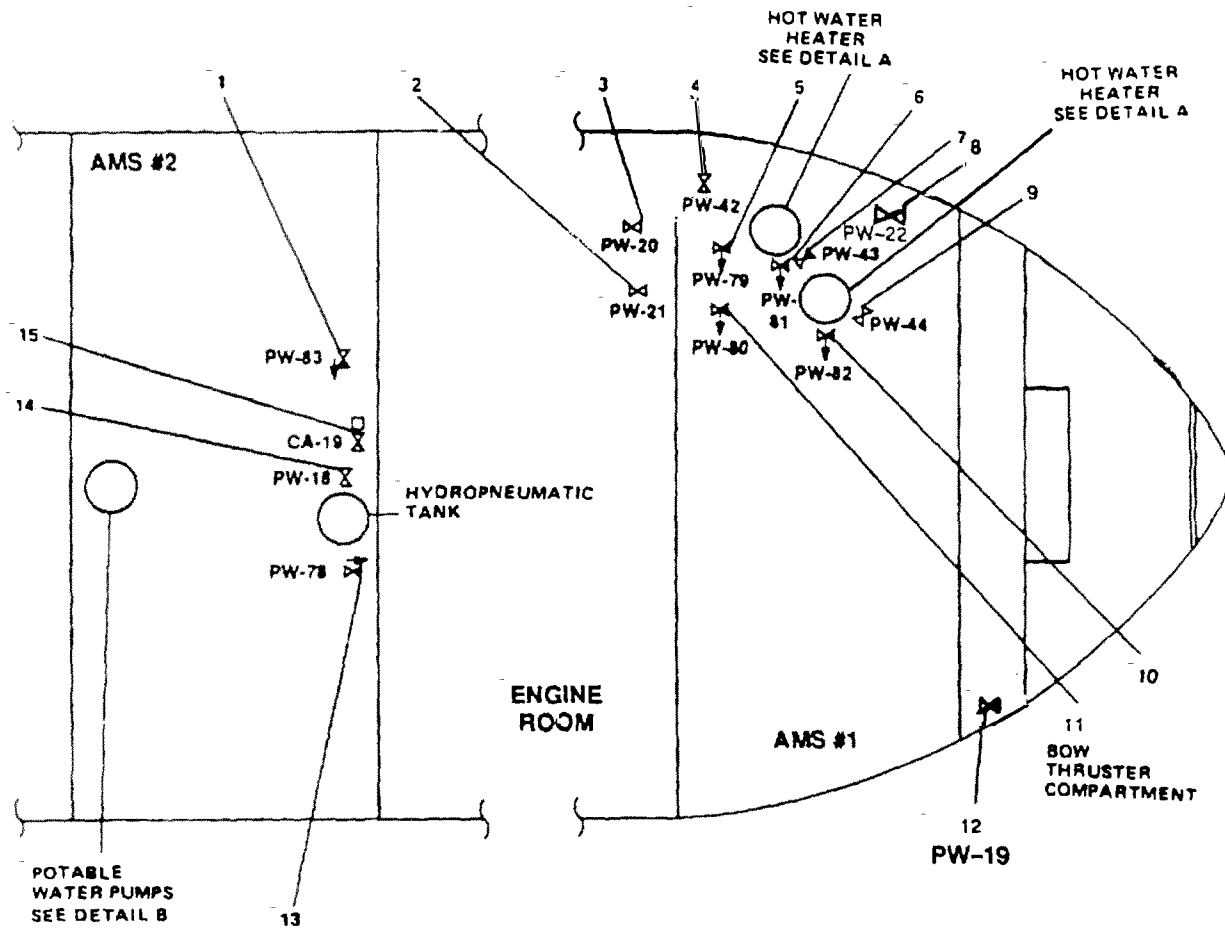 HOT WATER
HEATER
SEE DETAIL A
HOT WATER
HEATER
SEE DETAIL A
1
2
3
4
5
6
7
8
9
AMS #2
PW-42
PW-20
PW-22
PW-43
PW-79
PW-21
PW-
81
PW-44
15
PW-83
PW-80
PW-82
14
CA-19
PW-18
HYDROPNEUMATIC
TANK
PW-78
10
ENGINE
ROOM
AMS #1
11
BOW
THRUSTER
COMPARTMENT
12
PW-19
POTABLE
WATER PUMPS
SEE DETAIL B
13